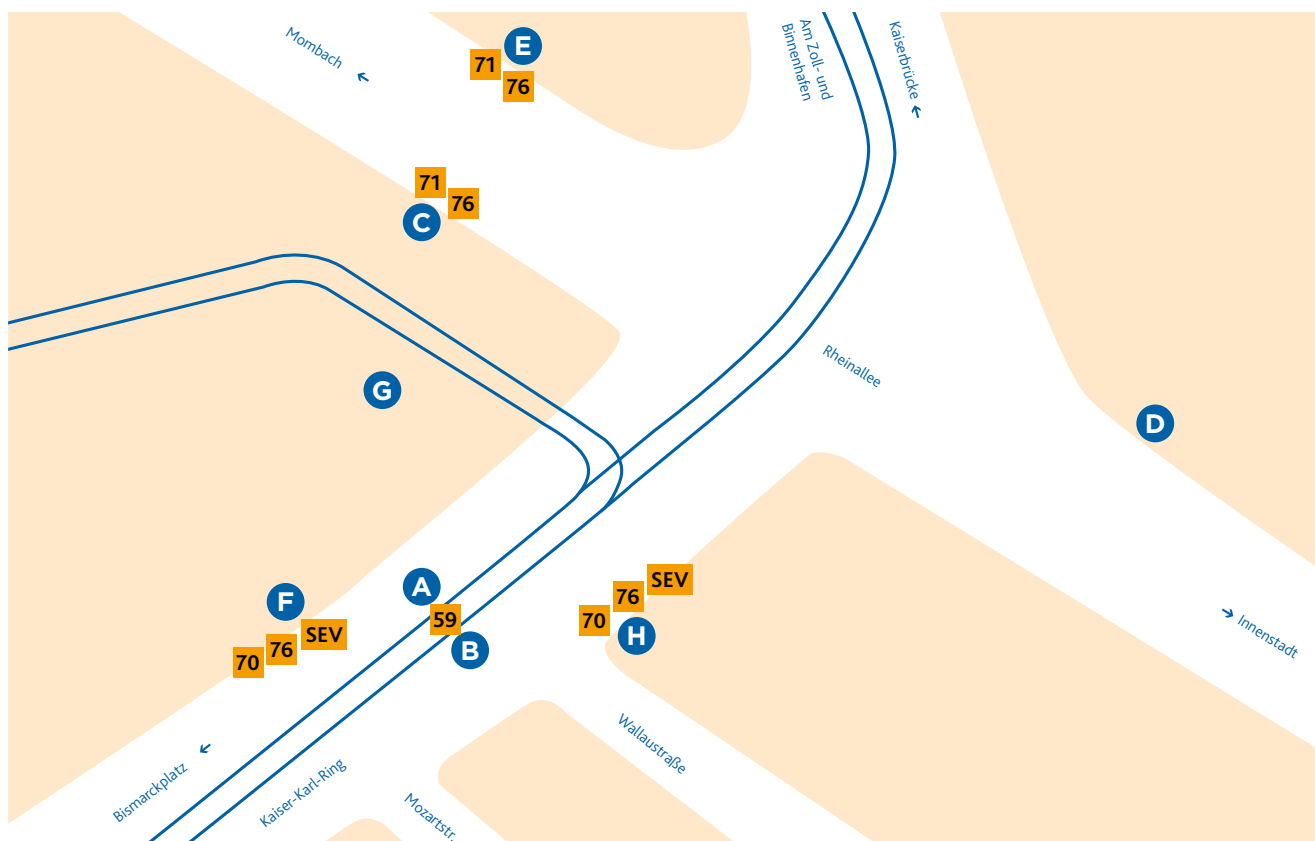 Mombach
71
E
76
Am Zoll- und
Binnenhafen
Kaiserbrücke
71
76
C
Rheinallee
G
D
A
59
B
F
SEV
76
70
SEV
76
70
H
Innenstadt
Bismarckplatz
Kaiser-Karl-Ring
Mozartstr.
Wallaustraße